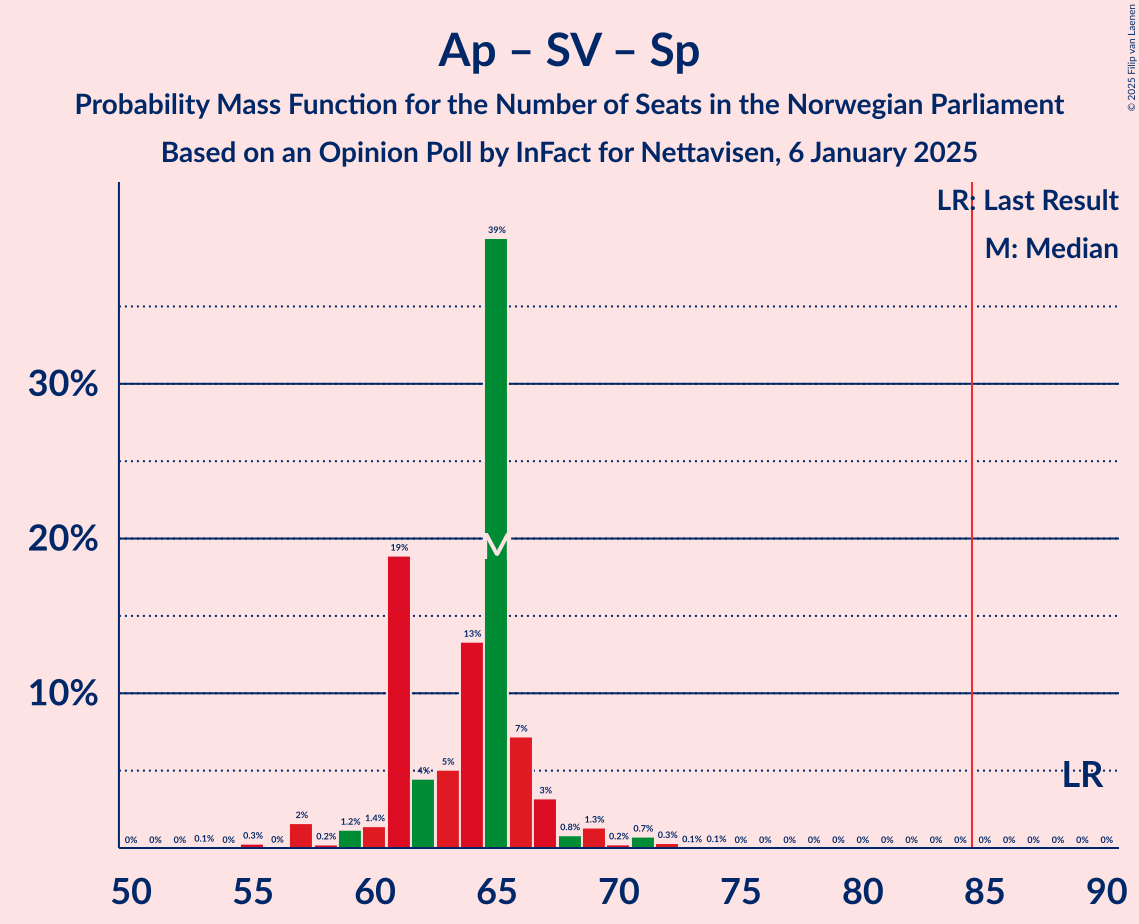 Ap – SV – Sp
Probability Mass Function for the Number of Seats in the Norwegian Parliament
Based on an Opinion Poll by InFact for Nettavisen, 6 January 2025
© 2025 Filip van Laenen
LR: Last Result
M: Median
30%
20%
10%
0% 0% 0% 0.1% 0% 0.3% 0% 2% 0.2% 1.2% 1.4% 19% 4% 5% 13% 39% 7% 3% 0.8% 1.3% 0.2% 0.7% 0.3% 0.1% 0.1% 0% 0% 0% 0% 0% 0% 0% 0% 0% 0% 0% 0% 0% 0% 0% 0%
M
LR
50 55 60 65 70 75 80 85 90